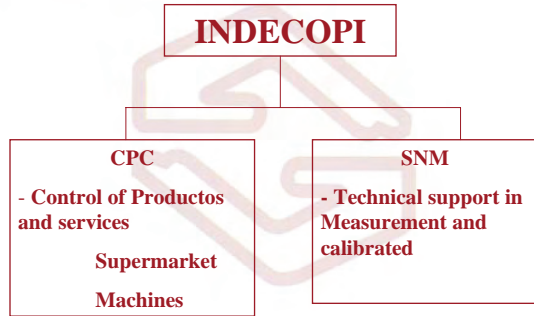 INDECOPI
CPC
- Control of Productos
and services
Supermarket
Machines
SNM
- Technical support in
Measurement and
calibrated